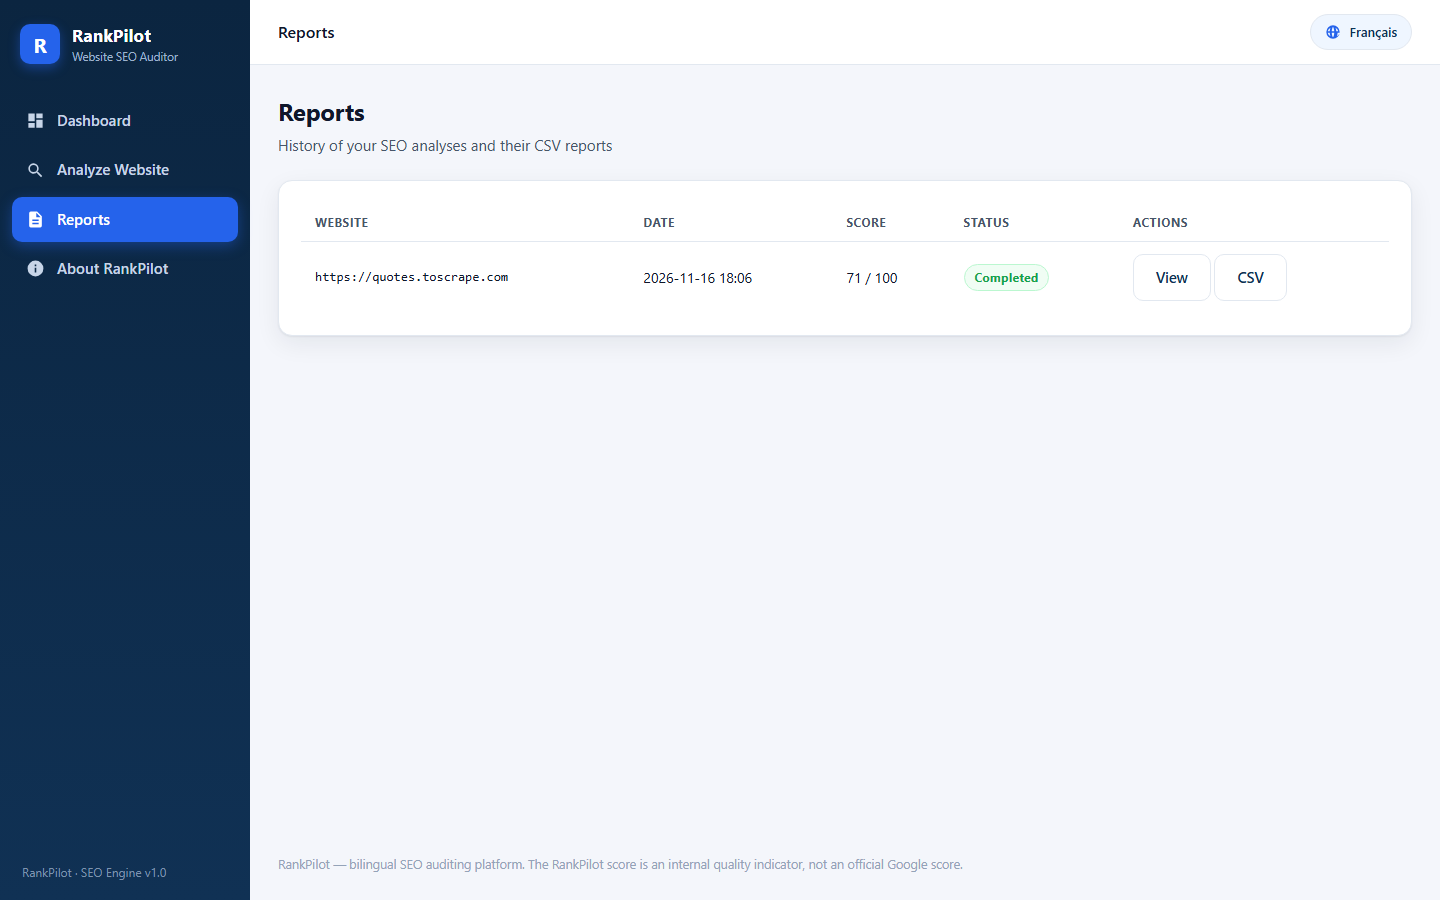 R
RankPilot
Website SEO Auditor
Dashboard
Analyze Website
Reports
About RankPilot
RankPilot · SEO Engine v1.0
Reports
Français
Reports
History of your SEO analyses and their CSV reports
WEBSITE DATE SCORE STATUS ACTIONS
https://quotes.toscrape.com 2026-11-16 18:06 71 / 100 Completed View CSV
RankPilot — bilingual SEO auditing platform. The RankPilot score is an internal quality indicator, not an official Google score.